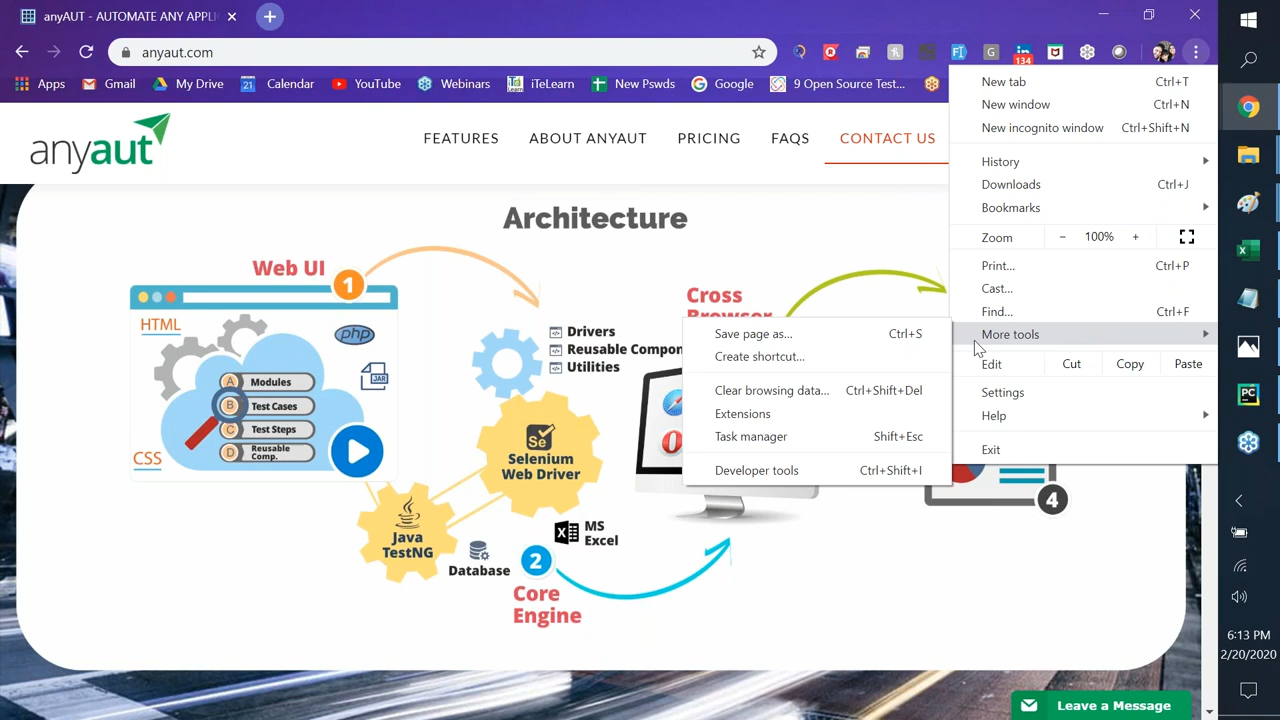 anyAUT - AUTOMATE ANY APPLI
anyaut.com
134
Apps
Gmail
My Drive
Calendar
YouTube
Webinars
iTeLearn
New Pswds
Google
9 Open Source Test...
anyaut
FEATURES
ABOUT ANYAUT
PRICING
FAQS
CONTACT US
New tab Ctrl+T
New window Ctrl+N
New incognito window Ctrl+Shift+N
History
Downloads Ctrl+J
Bookmarks
Zoom − 100% +
Print... Ctrl+P
Cast...
Find... Ctrl+F
More tools
Edit Cut Copy Paste
Settings
Help
Exit
Save page as... Ctrl+S
Create shortcut...
Clear browsing data... Ctrl+Shift+Del
Extensions
Task manager Shift+Esc
Developer tools Ctrl+Shift+I
Architecture
Web UI
1
HTML
php
JAR
A Modules
B Test Cases
C Test Steps
D Reusable
Comp.
CSS
Drivers
Reusable Compon
Utilities
Se
Selenium
Web Driver
Java
TestNG
Database
MS
Excel
2
Core
Engine
Cross
Browser
4
Leave a Message
6:13 PM
2/20/2020